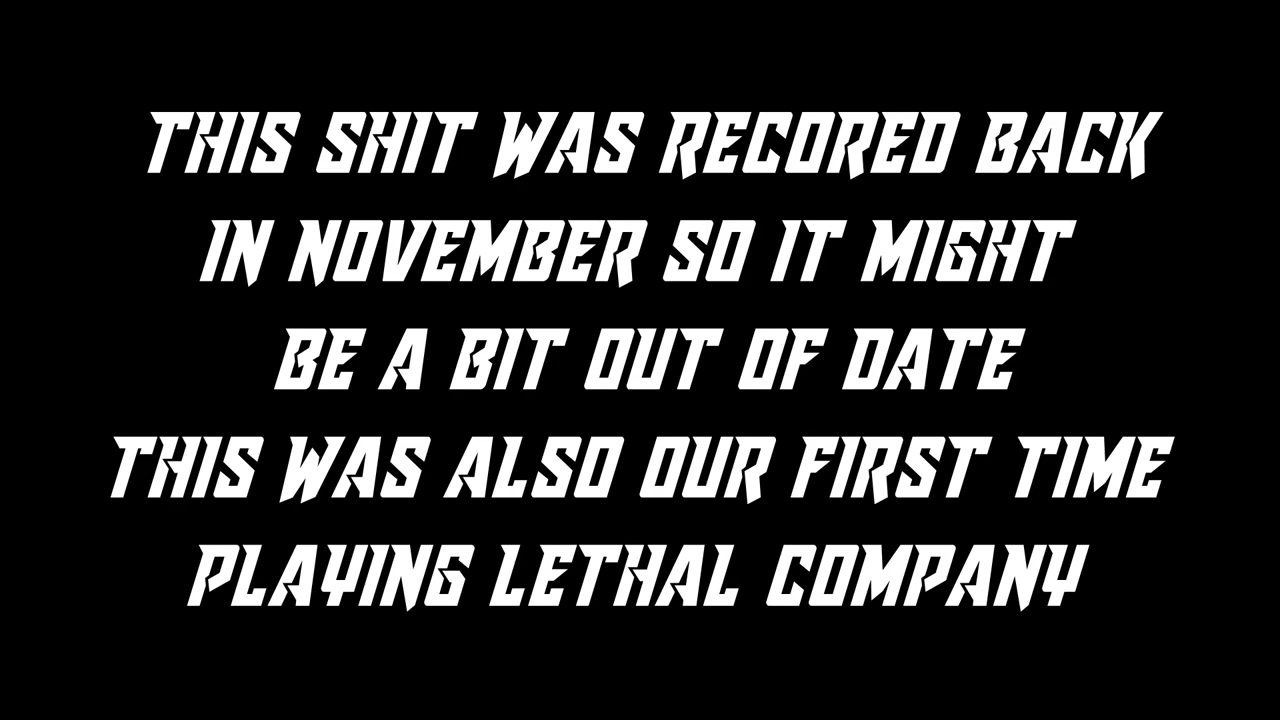 THIS SHIT WAS RECORED BACK
IN NOVEMBER SO IT MIGHT
BE A BIT OUT OF DATE
THIS WAS ALSO OUR FIRST TIME
PLAYING LETHAL COMPANY